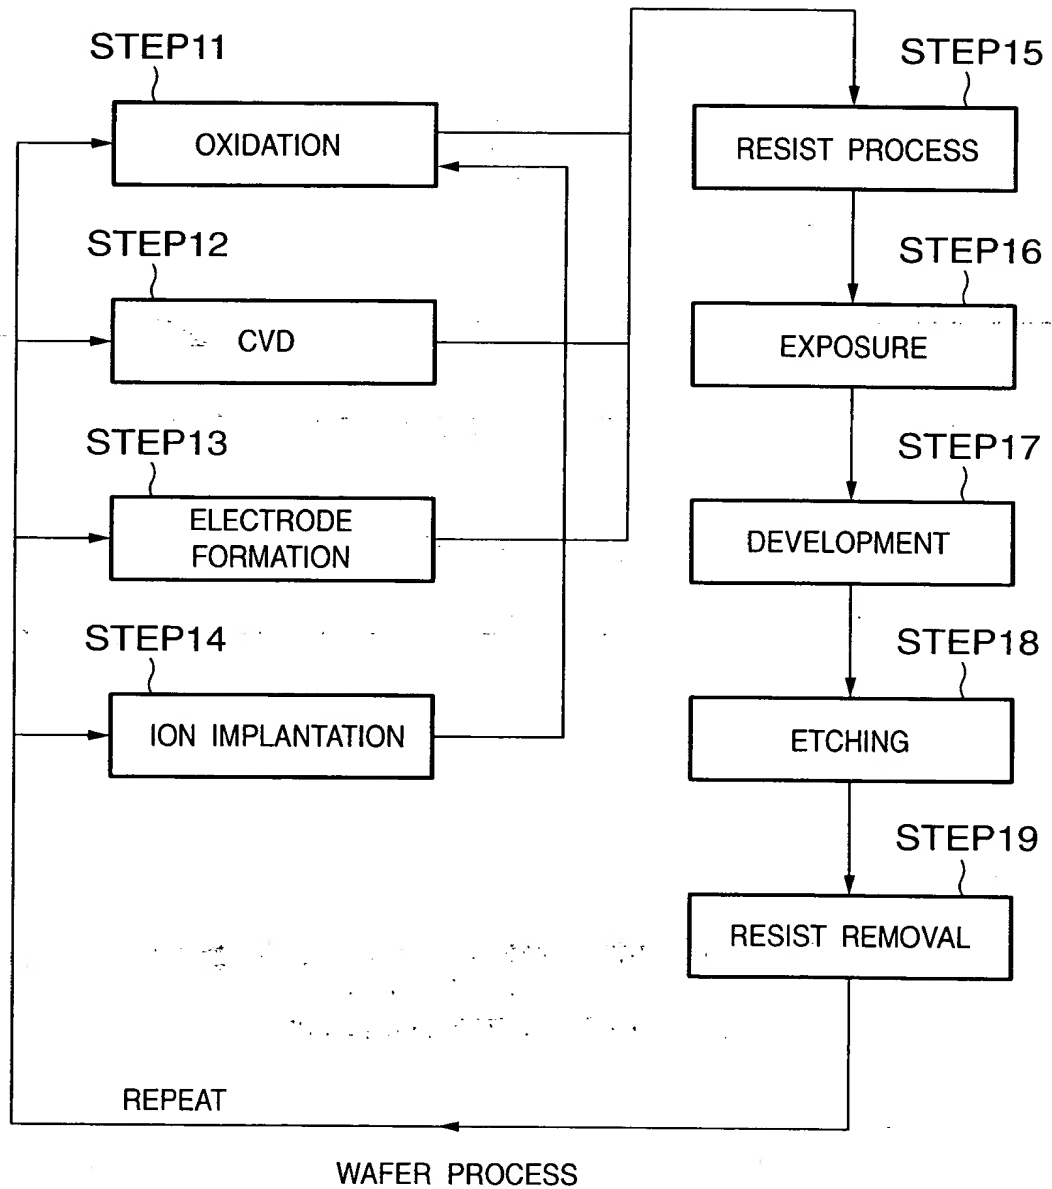 STEP11
OXIDATION
STEP12
CVD
STEP13
ELECTRODE
FORMATION
STEP14
ION IMPLANTATION
STEP15
RESIST PROCESS
STEP16
EXPOSURE
STEP17
DEVELOPMENT
STEP18
ETCHING
STEP19
RESIST REMOVAL
REPEAT
WAFER PROCESS